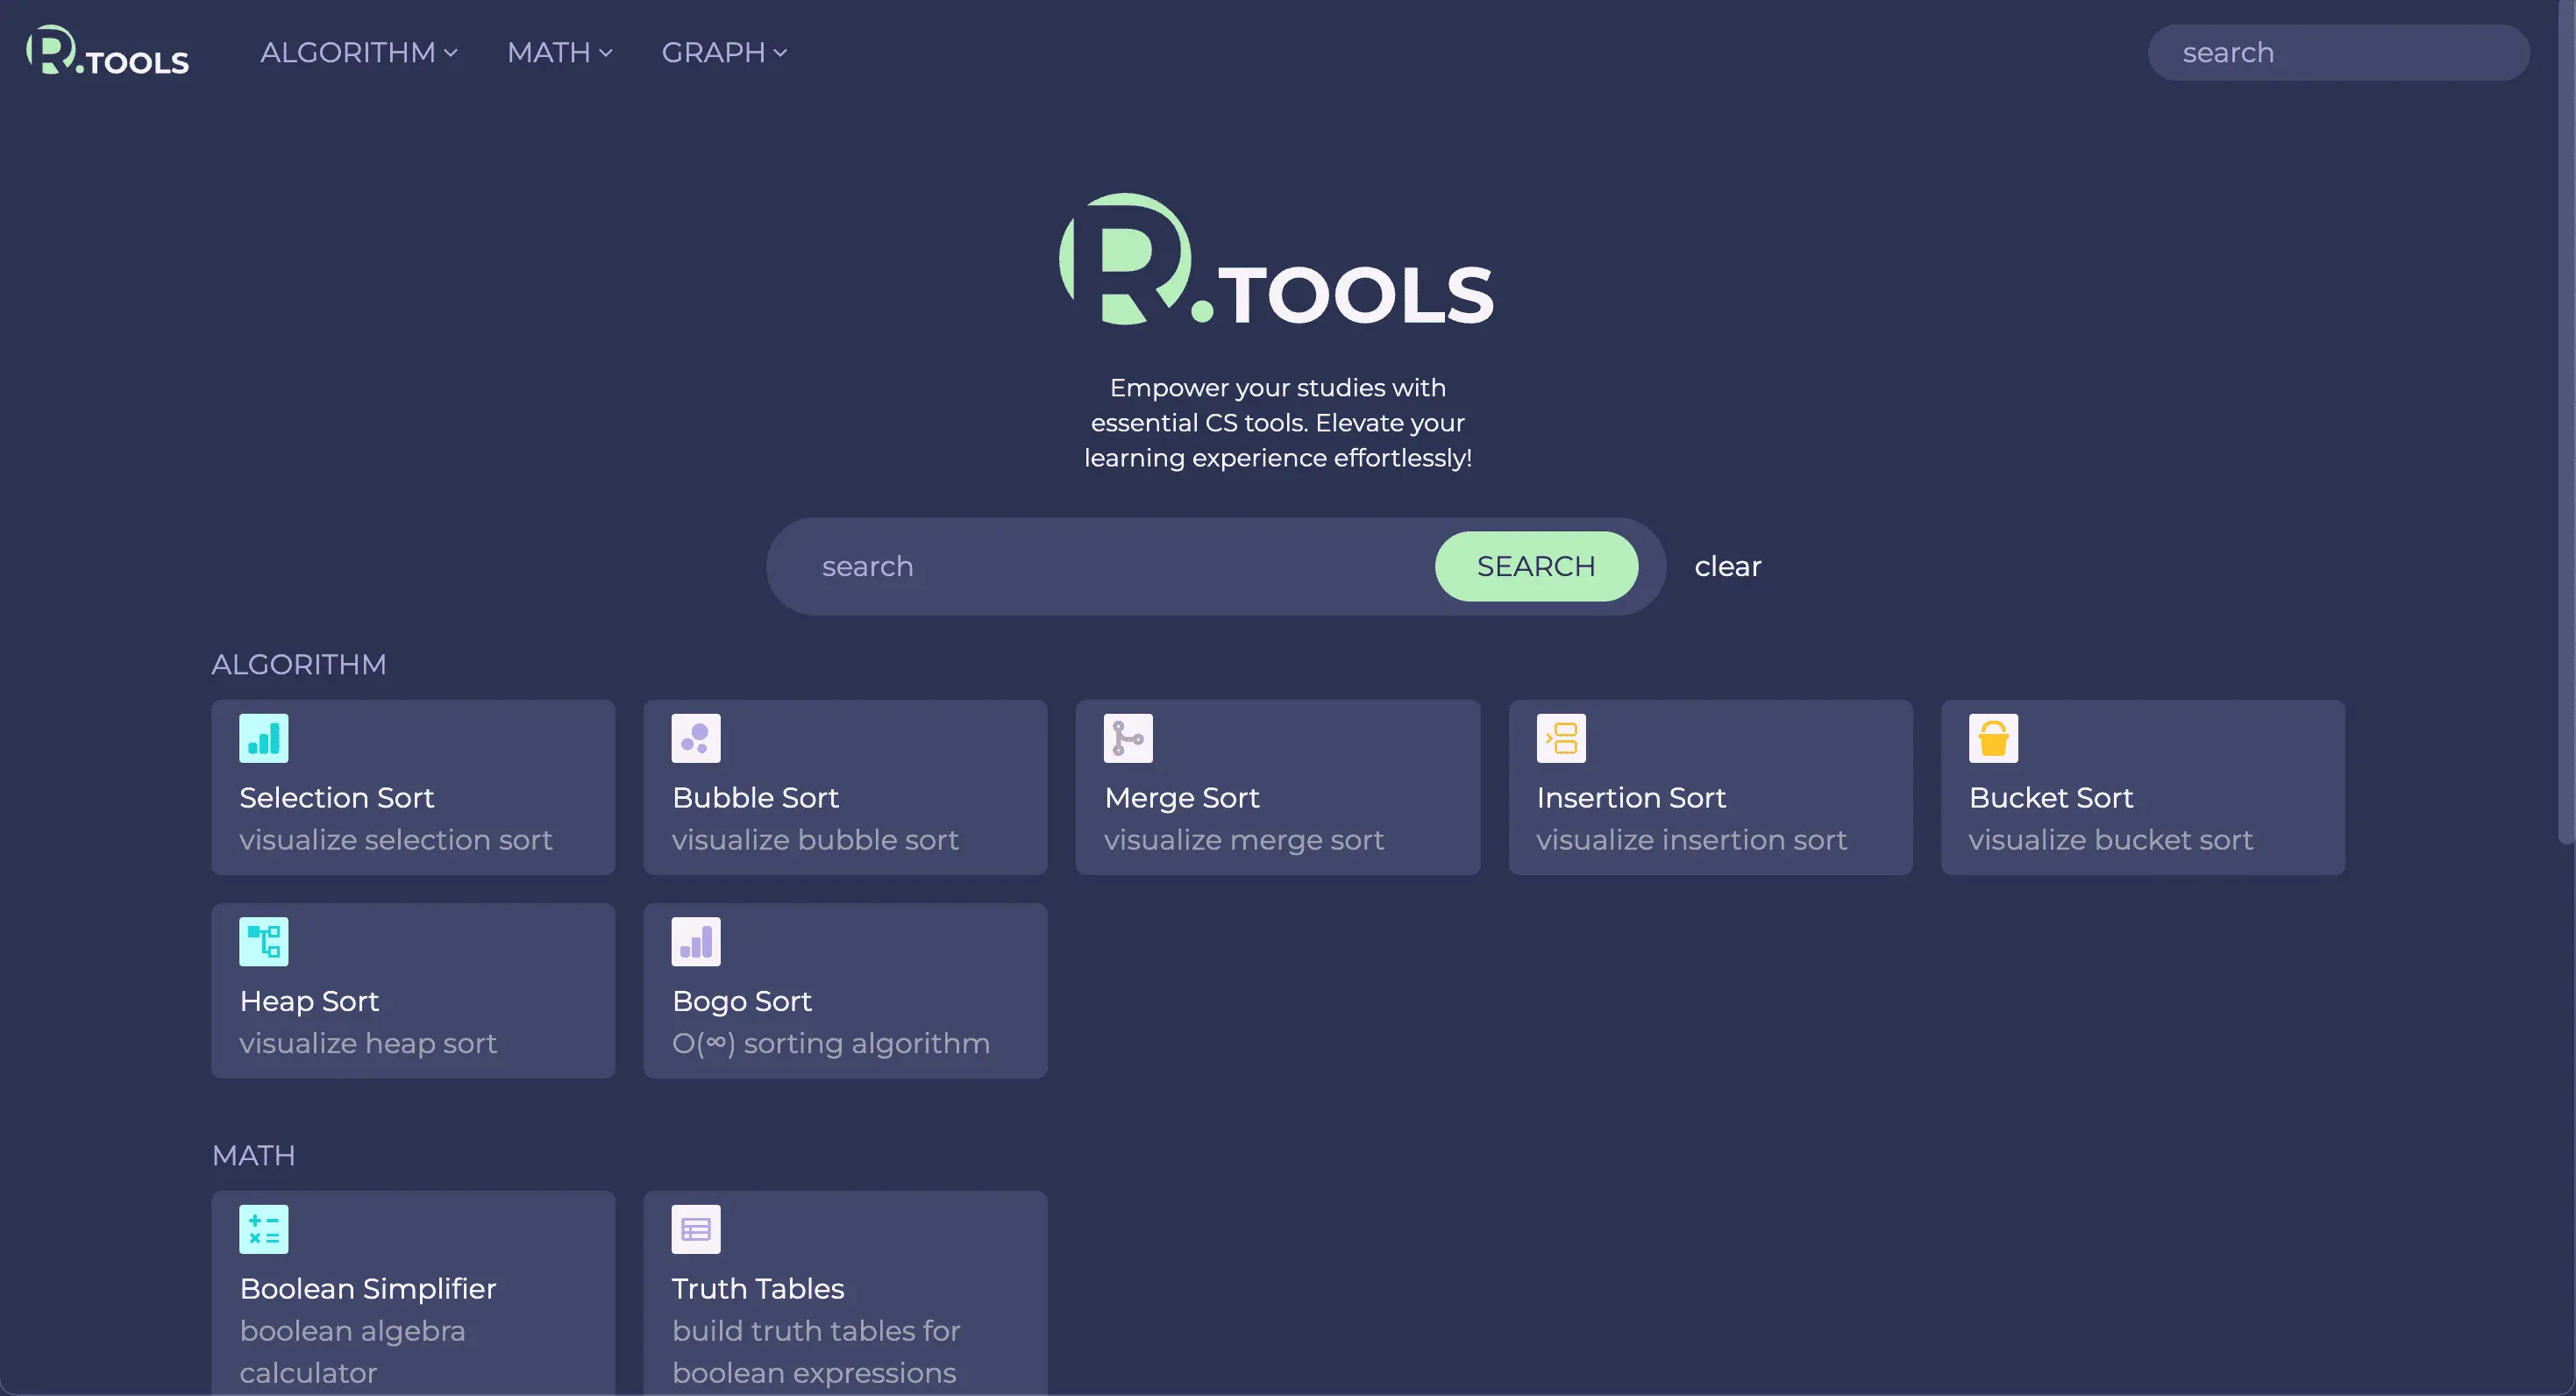 R.TOOLS ALGORITHM MATH GRAPH search
R.TOOLS
Empower your studies with
essential CS tools. Elevate your
learning experience effortlessly!
search SEARCH clear
ALGORITHM
Selection Sort
visualize selection sort
Bubble Sort
visualize bubble sort
Merge Sort
visualize merge sort
Insertion Sort
visualize insertion sort
Bucket Sort
visualize bucket sort
Heap Sort
visualize heap sort
Bogo Sort
O(∞) sorting algorithm
MATH
Boolean Simplifier
boolean algebra
calculator
Truth Tables
build truth tables for
boolean expressions